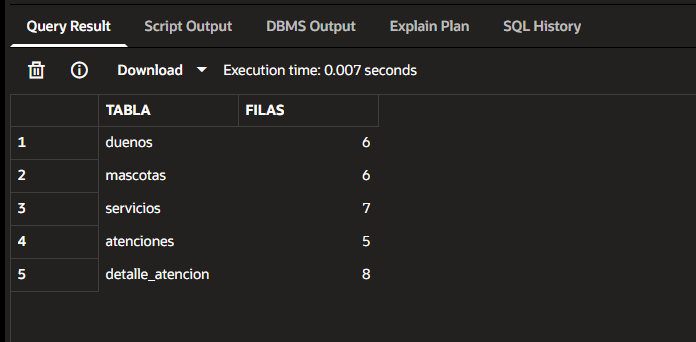 Query Result Script Output DBMS Output Explain Plan SQL History
Download Execution time: 0.007 seconds
TABLA FILAS
1 duenos 6
2 mascotas 6
3 servicios 7
4 atenciones 5
5 detalle_atencion 8